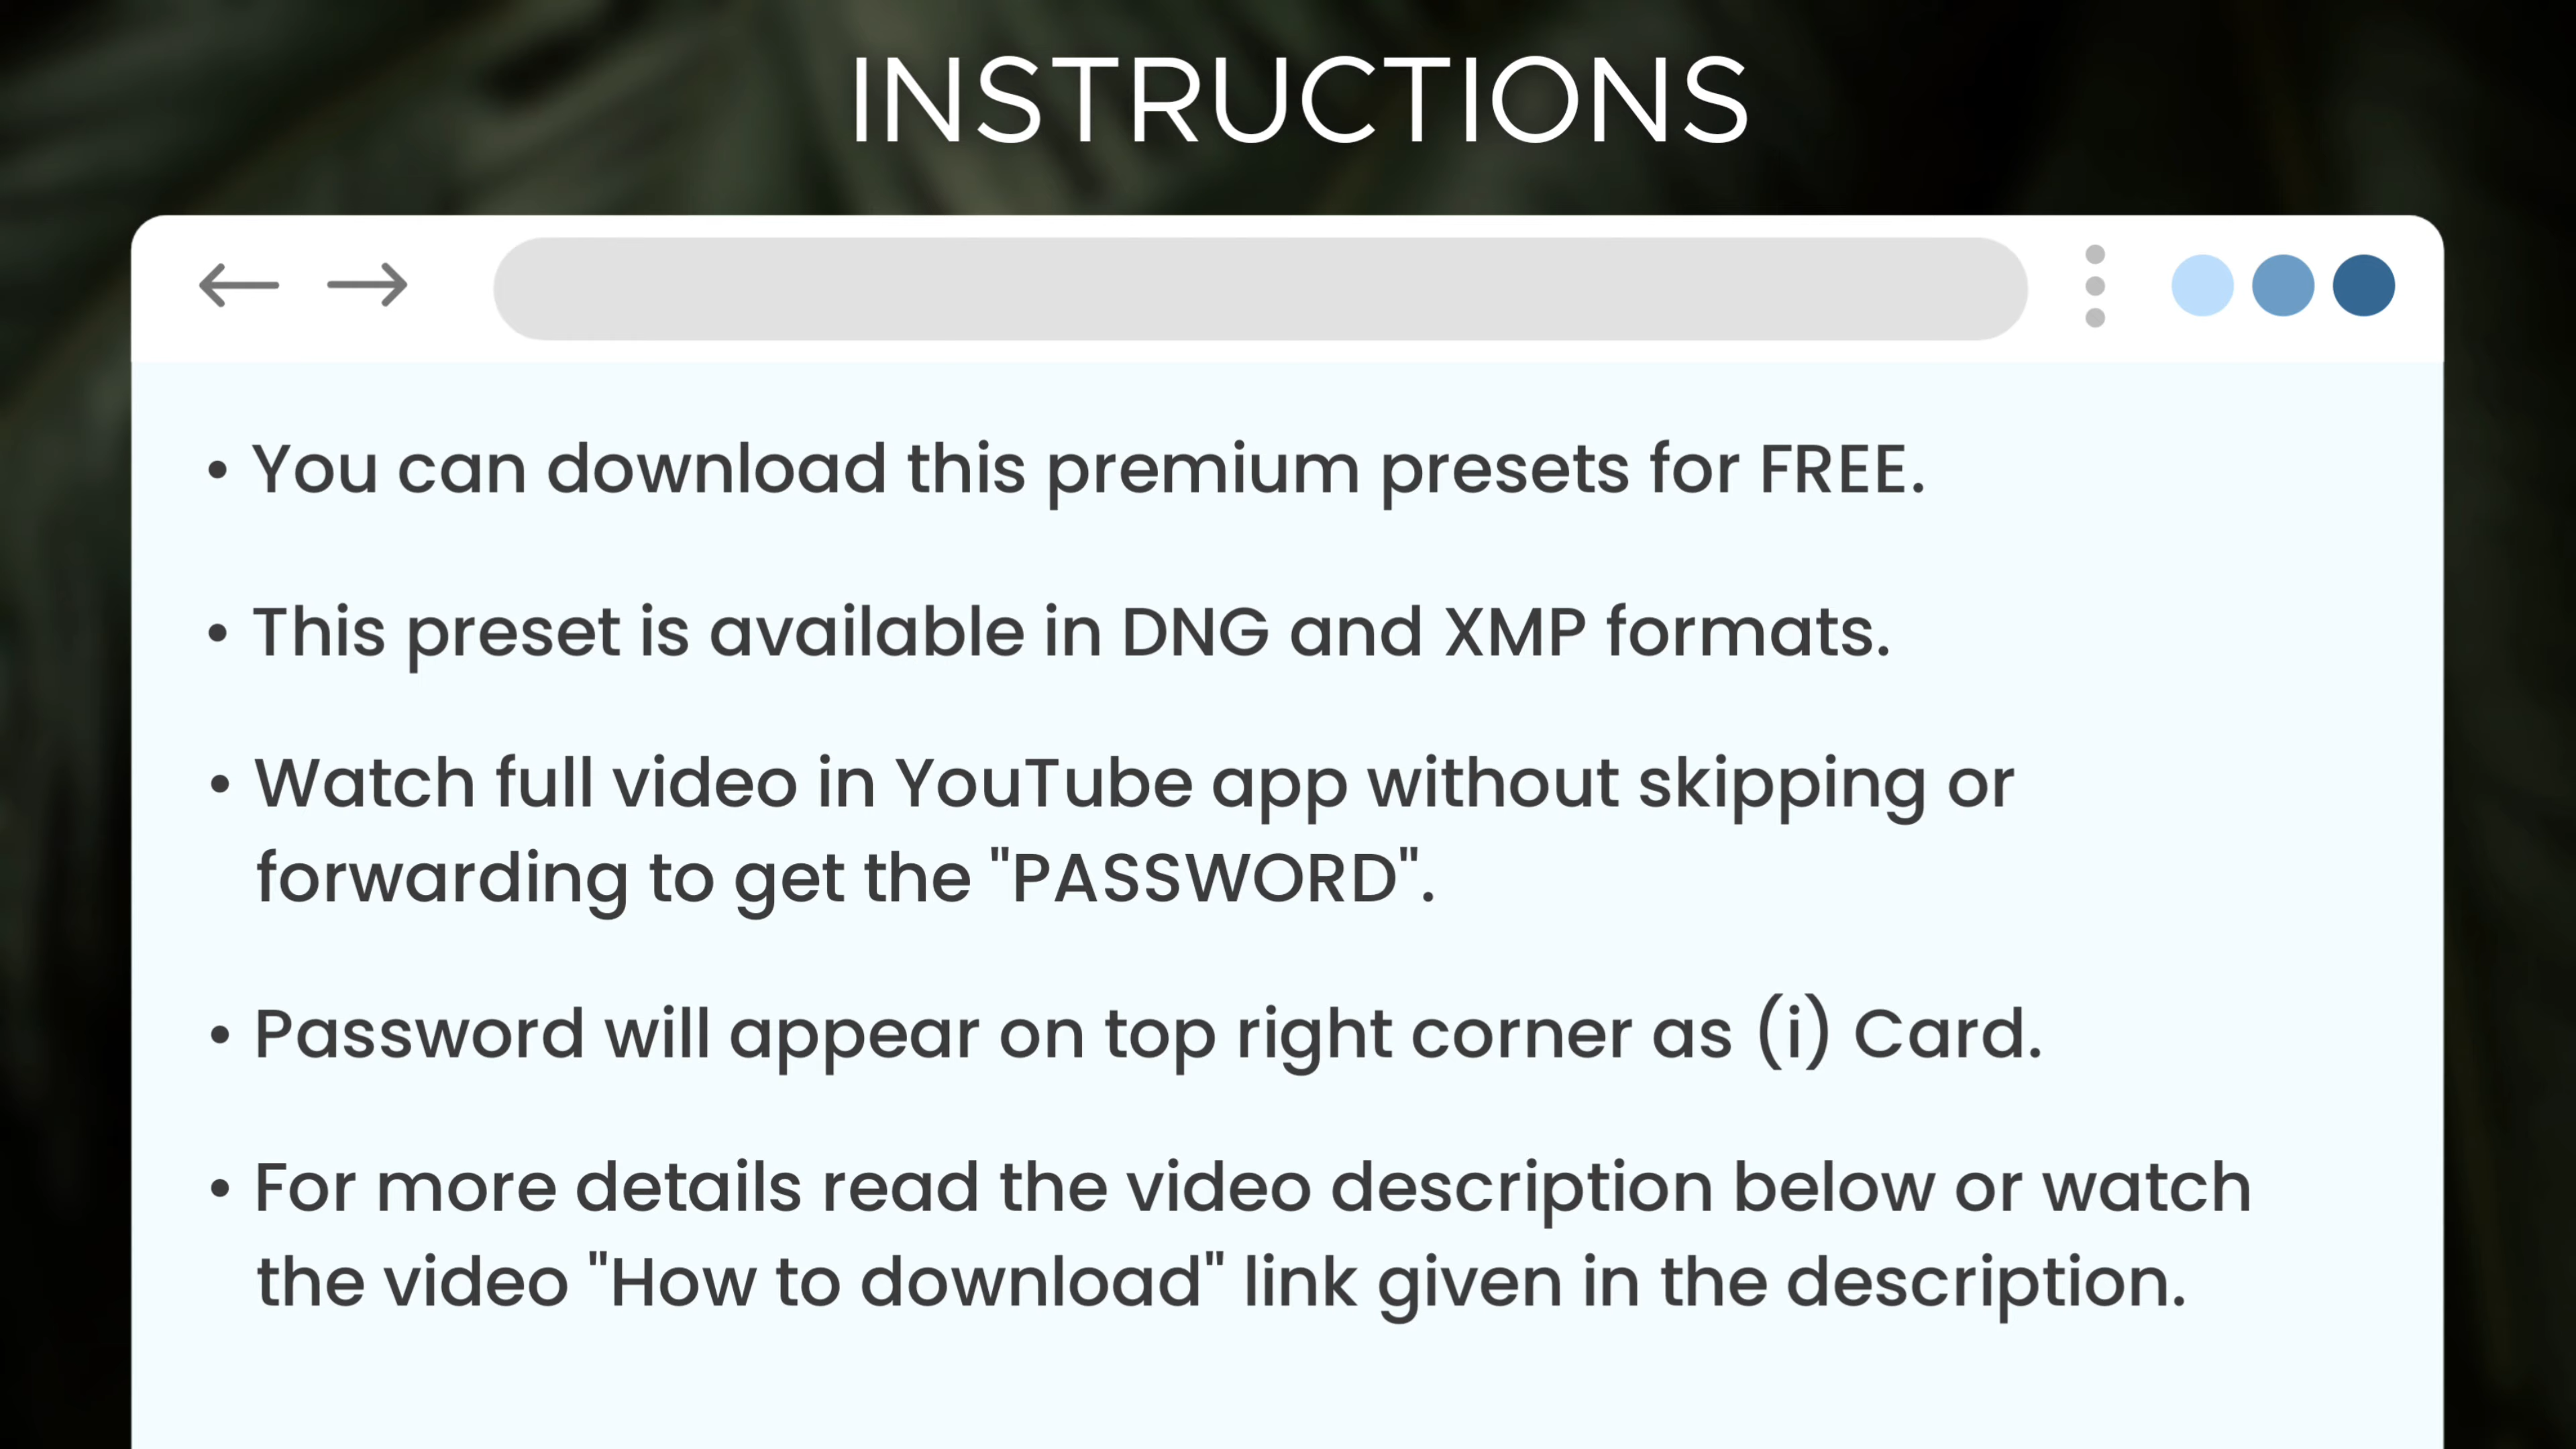 INSTRUCTIONS
• You can download this premium presets for FREE.
• This preset is available in DNG and XMP formats.
• Watch full video in YouTube app without skipping or
forwarding to get the "PASSWORD".
• Password will appear on top right corner as (i) Card.
• For more details read the video description below or watch
the video "How to download" link given in the description.